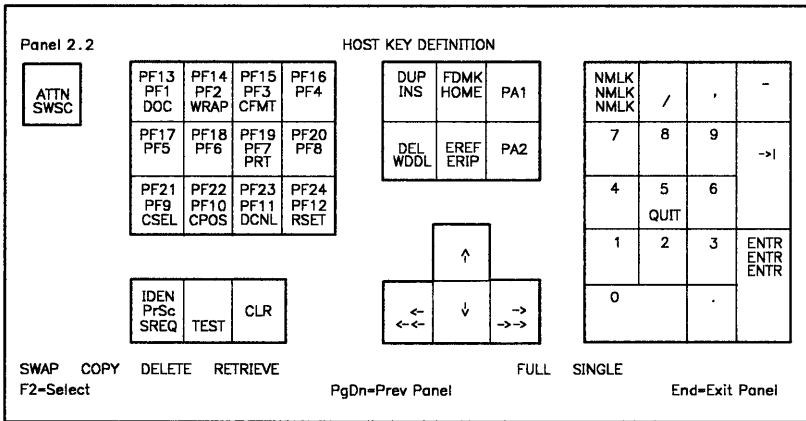 Panel 2.2 HOST KEY DEFINITION
ATTN
SWSC
PF13 PF14 PF15 PF16
PF1 PF2 PF3 PF4
DOC WRAP CFMT
PF17 PF18 PF19 PF20
PF5 PF6 PF7 PF8
PRT
PF21 PF22 PF23 PF24
PF9 PF10 PF11 PF12
CSEL CPOS DCNL RSET
IDEN
PrSc
SREQ TEST CLR
DUP FDMK
INS HOME PA1
DEL EREF PA2
WDDL ERIP
^
<- v ->
<-<- ->->
NMLK
NMLK
NMLK / , -
7 8 9 ->|
4 5 6
QUIT
1 2 3 ENTR
ENTR
ENTR
0 .
SWAP COPY DELETE RETRIEVE FULL SINGLE
F2=Select PgDn=Prev Panel End=Exit Panel